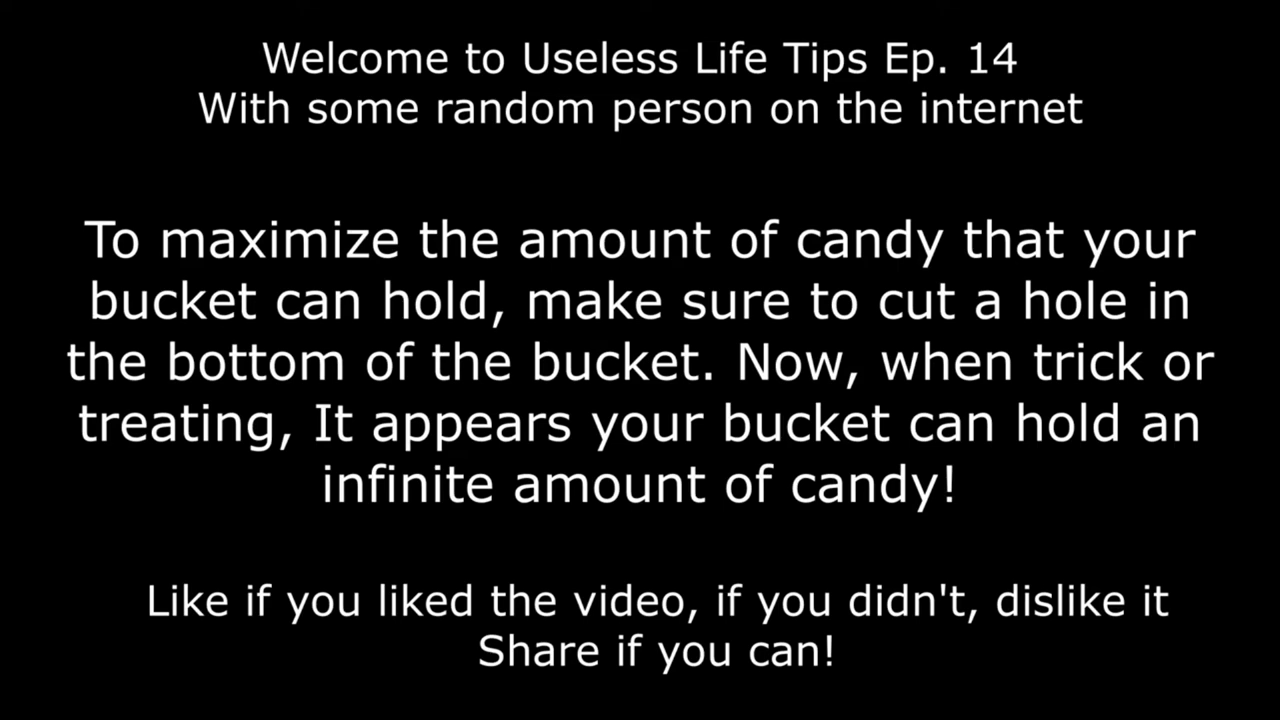 Welcome to Useless Life Tips Ep. 14
With some random person on the internet
To maximize the amount of candy that your
bucket can hold, make sure to cut a hole in
the bottom of the bucket. Now, when trick or
treating, It appears your bucket can hold an
infinite amount of candy!
Like if you liked the video, if you didn't, dislike it
Share if you can!